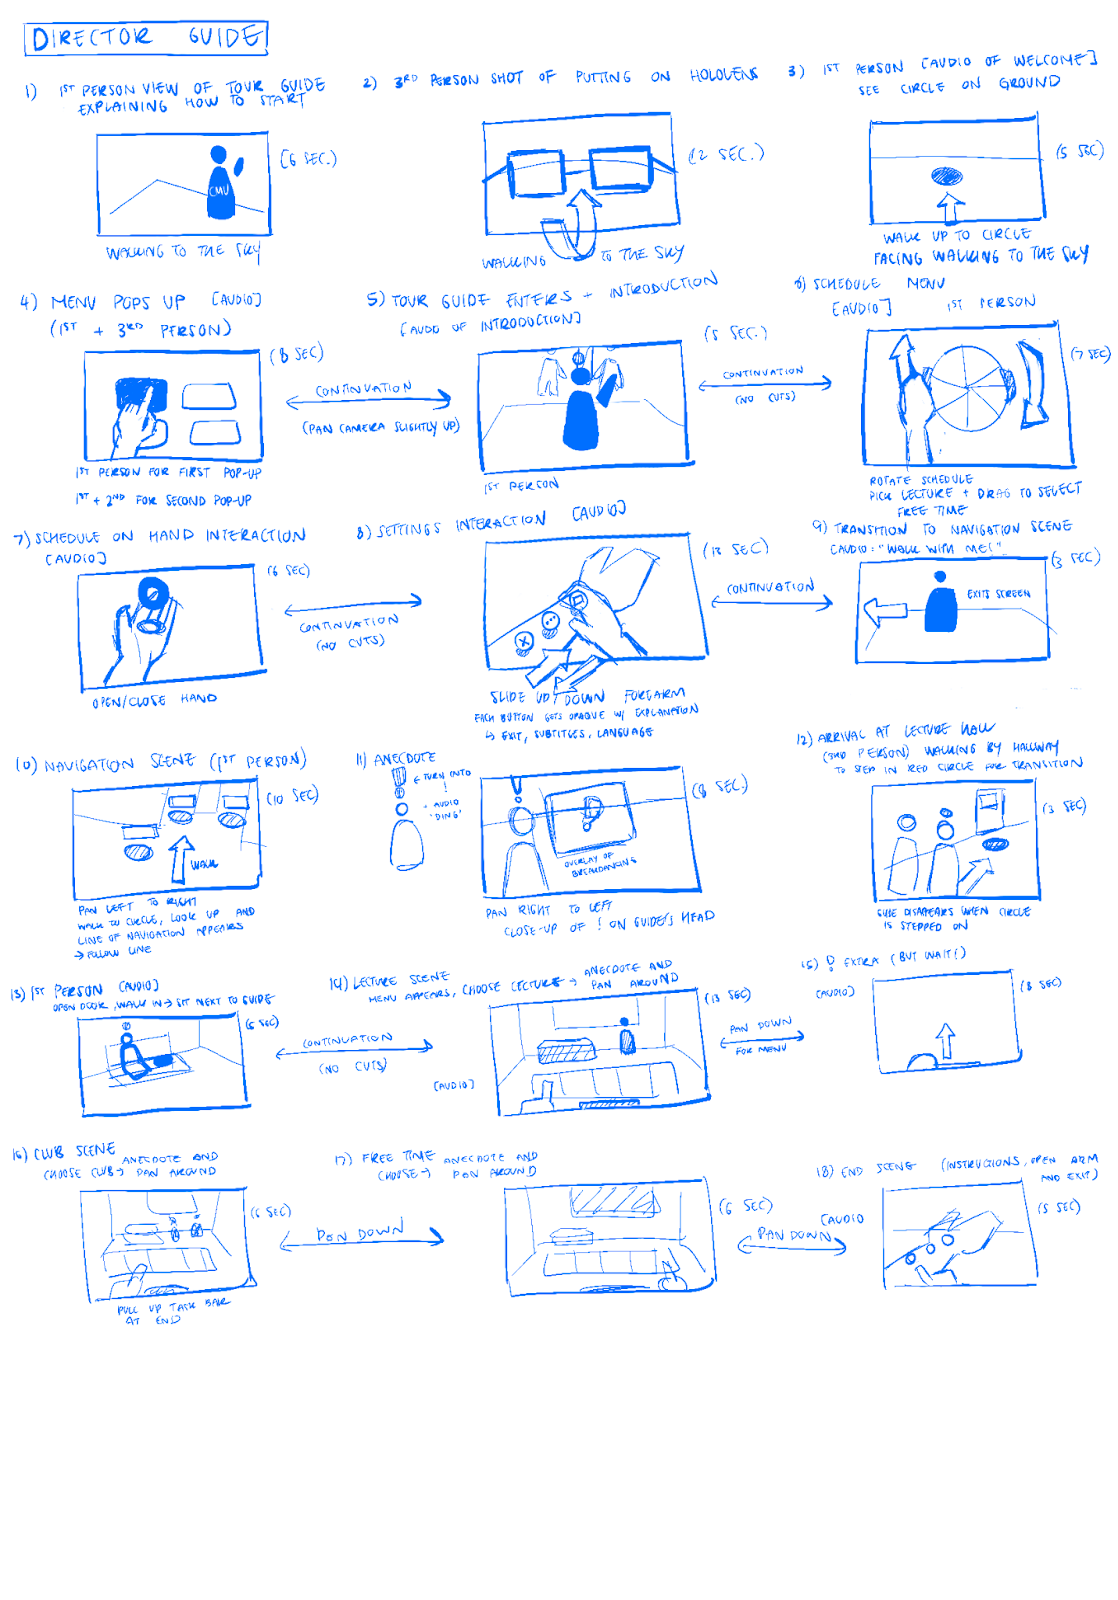 DIRECTOR GUIDE
1) 1ST PERSON VIEW OF TOUR GUIDE
EXPLAINING HOW TO START
(6 SEC.)
CMU
WALKING TO THE SKY
2) 3RD PERSON SHOT OF PUTTING ON HOLOLENS
(2 SEC.)
WALKING TO THE SKY
3) 1ST PERSON [AUDIO OF WELCOME]
SEE CIRCLE ON GROUND
(5 SEC)
WALK UP TO CIRCLE
FACING WALKING TO THE SKY
4) MENU POPS UP [AUDIO]
(1ST + 3RD PERSON)
(8 SEC)
1ST PERSON FOR FIRST POP-UP
1ST + 2ND FOR SECOND POP-UP
CONTINUATION
(PAN CAMERA SLIGHTLY UP)
5) TOUR GUIDE ENTERS + INTRODUCTION
[AUDO OF INTRODUCTION]
(5 SEC.)
1ST PERSON
CONTINUATION
(NO CUTS)
6) SCHEDULE MENU
[AUDIO] 1ST PERSON
(7 SEC)
ROTATE SCHEDULE
PICK LECTURE + DRAG TO SELECT
FREE TIME
7) SCHEDULE ON HAND INTERACTION
[AUDIO]
(6 SEC)
OPEN/CLOSE HAND
CONTINUATION
(NO CUTS)
8) SETTINGS INTERACTION [AUDIO]
(12 SEC)
SLIDE UP/DOWN FOREARM
EACH BUTTON GETS OPAQUE W/ EXPLANATION
↳ EXIT, SUBTITLES, LANGUAGE
CONTINUATION
9) TRANSITION TO NAVIGATION SCENE
[AUDIO: "WALK WITH ME!"
(3 SEC)
EXITS SCREEN
10) NAVIGATION SCENE (1ST PERSON)
(10 SEC)
WALK
PAN LEFT TO RIGHT
WALK TO CIRCLE, LOOK UP AND
LINE OF NAVIGATION APPEARS
→ FOLLOW LINE
11) ANECDOTE
← TURN INTO
!
+ AUDIO
"DING"
(8 SEC.)
OVERLAY OF
BREAKDANCING
PAN RIGHT TO LEFT
CLOSE-UP OF ! ON GUIDE'S HEAD
12) ARRIVAL AT LECTURE HALL
(3RD PERSON) WALKING BY HALLWAY
TO STEP IN RED CIRCLE FOR TRANSITION
(3 SEC)
GUIE DISAPPEARS WHEN CIRCLE
IS STEPPED ON
13) 1ST PERSON [AUDIO]
OPEN DOOR, WALK IN → SIT NEXT TO GUIDE
(5 SEC)
CONTINUATION
(NO CUTS)
14) LECTURE SCENE ANECDOTE AND
MENU APPEARS, CHOOSE LECTURE → PAN AROUND
(13 SEC)
[AUDIO]
PAN DOWN
FOR MENU
15) ! EXTRA (BUT WAIT!)
[AUDIO]
(8 SEC)
16) CLUB SCENE ANECDOTE AND
CHOOSE CLUB → PAN AROUND
(6 SEC)
PULL UP TASK BAR
AT END
PAN DOWN
17) FREE TIME ANECDOTE AND
CHOOSE → PAN AROUND
(6 SEC)
PAN DOWN
18) END SCENE (INSTRUCTIONS, OPEN ARM
AND EXIT)
[AUDIO
(5 SEC)